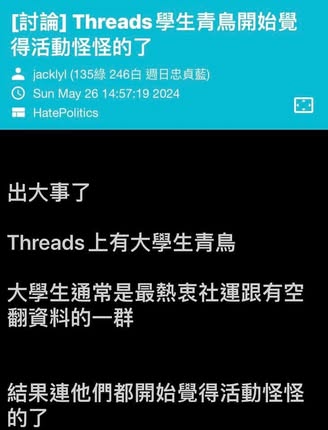 [討論] Threads學生青鳥開始覺
得活動怪怪的了
jacklyl (135綠 246白 週日忠貞藍)
Sun May 26 14:57:19 2024
HatePolitics
出大事了
Threads上有大學生青鳥
大學生通常是最熱衷社運跟有空
翻資料的一群
結果連他們都開始覺得活動怪怪
的了